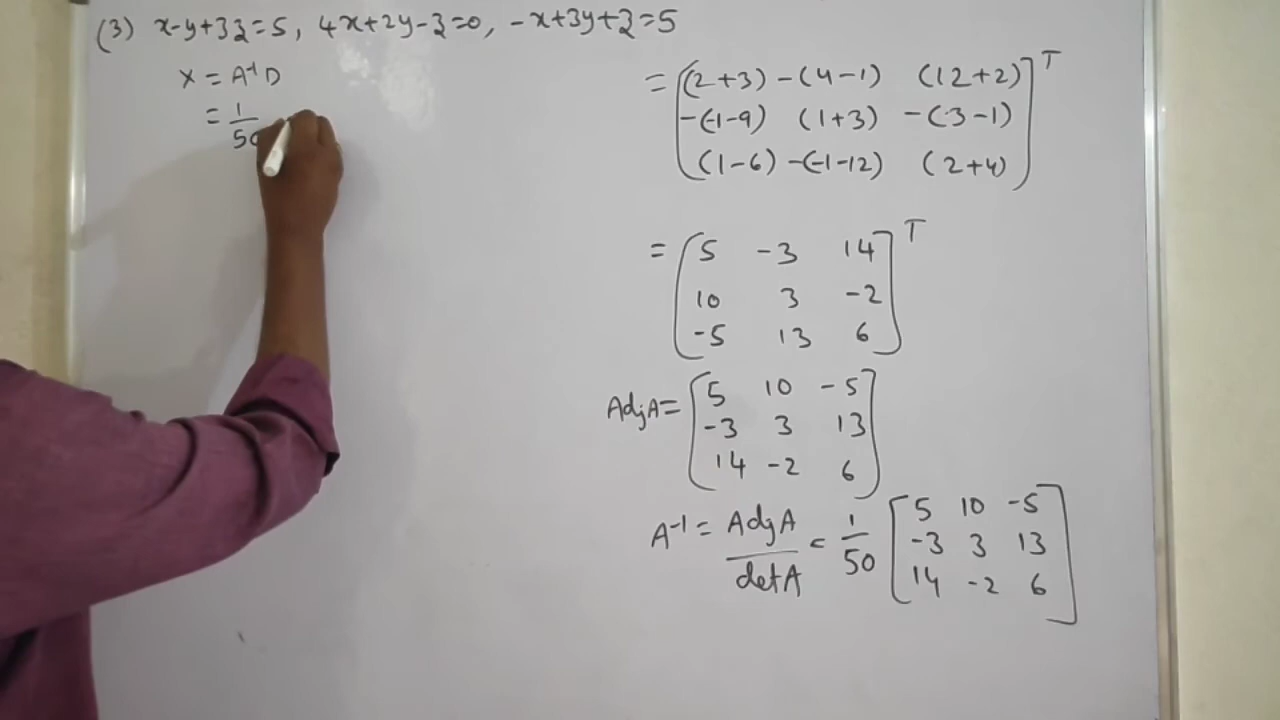 (3) x-y+3z=5, 4x+2y-z=0, -x+3y+z=5
X = A⁻¹D
= 1/50
= [(2+3) -(4-1) (12+2)]ᵀ
-(-1-9) (1+3) -(3-1)
(1-6) -(-1-12) (2+4)
= [5 -3 14]ᵀ
10 3 -2
-5 13 6
AdjA = [5 10 -5]
-3 3 13
14 -2 6
A⁻¹ = AdjA/detA = 1/50 [5 10 -5]
-3 3 13
14 -2 6